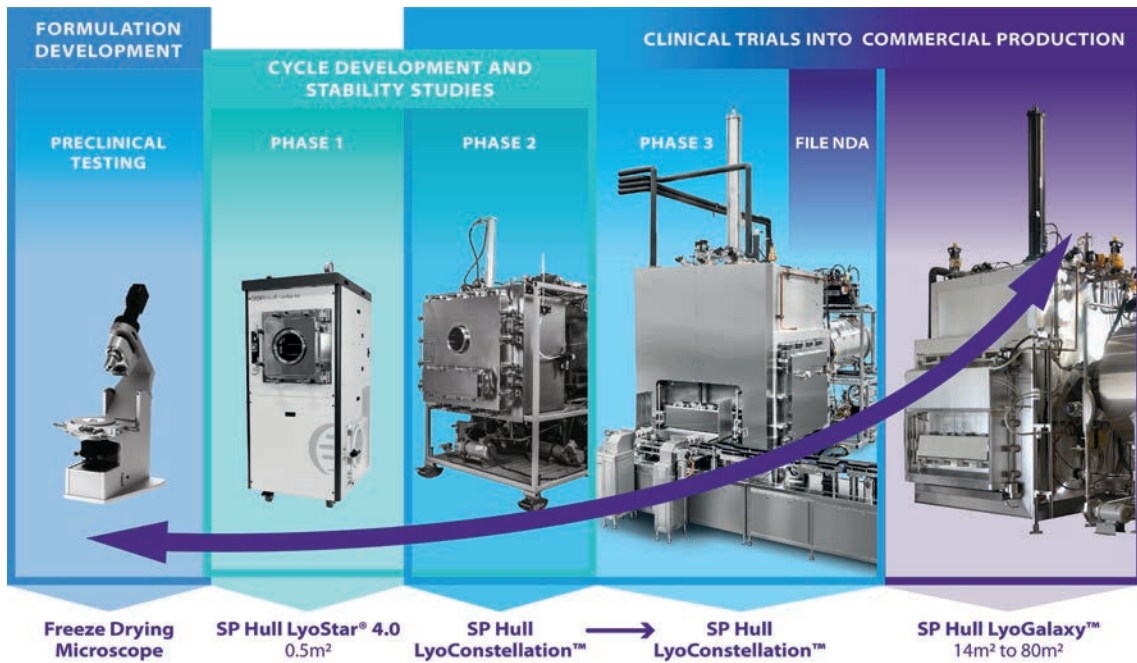 FORMULATION
DEVELOPMENT
CLINICAL TRIALS INTO COMMERCIAL PRODUCTION
CYCLE DEVELOPMENT AND
STABILITY STUDIES
PRECLINICAL
TESTING
PHASE 1
PHASE 2
PHASE 3
FILE NDA
Freeze Drying
Microscope
SP Hull LyoStar® 4.0
0.5m²
SP Hull
LyoConstellation™
SP Hull
LyoConstellation™
SP Hull LyoGalaxy™
14m² to 80m²